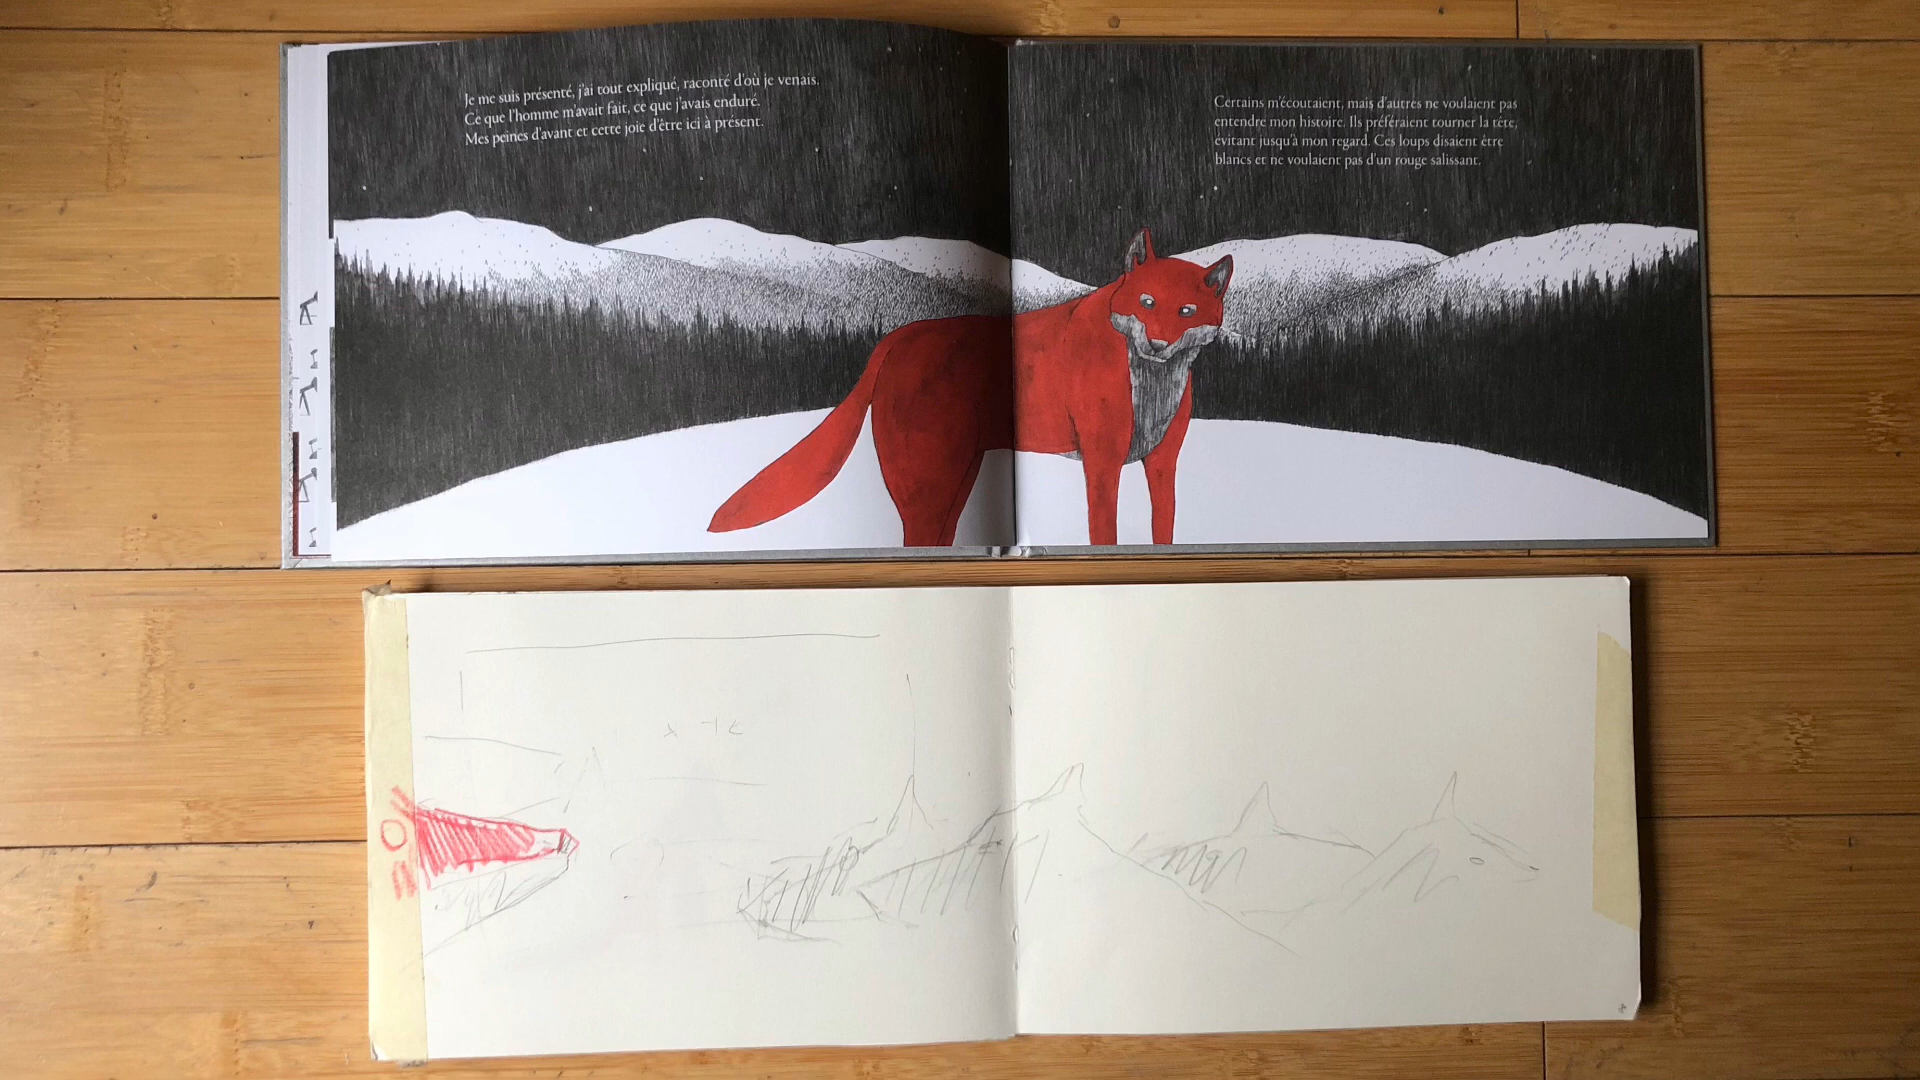 Je me suis présenté, j'ai tout expliqué, raconté d'où je venais.
Ce que l'homme m'avait fait, ce que j'avais enduré.
Mes peines d'avant et cette joie d'être ici à présent.
Certains m'écoutaient, mais d'autres ne voulaient pas
entendre mon histoire. Ils préféraient tourner la tête,
évitant jusqu'à mon regard. Ces loups disaient être
blancs et ne voulaient pas d'un rouge salissant.